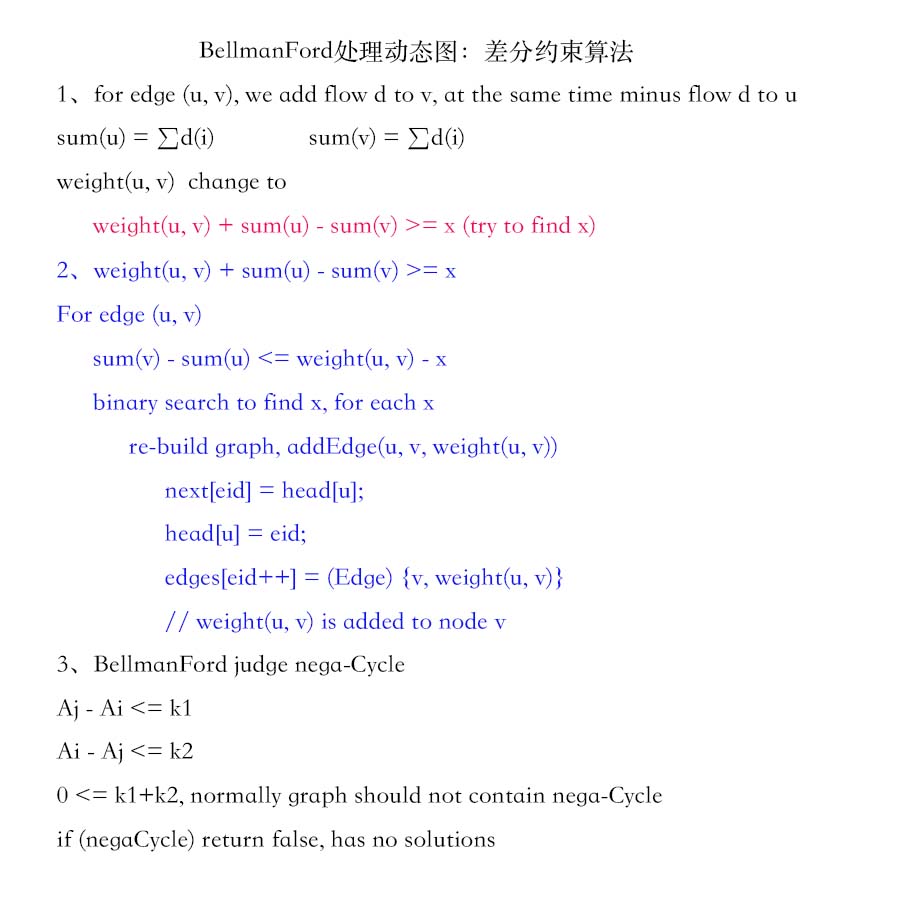 BellmanFord处理动态图：差分约束算法
1、for edge (u, v), we add flow d to v, at the same time minus flow d to u
sum(u) = ∑d(i) sum(v) = ∑d(i)
weight(u, v) change to
weight(u, v) + sum(u) - sum(v) >= x (try to find x)
2、weight(u, v) + sum(u) - sum(v) >= x
For edge (u, v)
sum(v) - sum(u) <= weight(u, v) - x
binary search to find x, for each x
re-build graph, addEdge(u, v, weight(u, v))
next[eid] = head[u];
head[u] = eid;
edges[eid++] = (Edge) {v, weight(u, v)}
// weight(u, v) is added to node v
3、BellmanFord judge nega-Cycle
Aj - Ai <= k1
Ai - Aj <= k2
0 <= k1+k2, normally graph should not contain nega-Cycle
if (negaCycle) return false, has no solutions